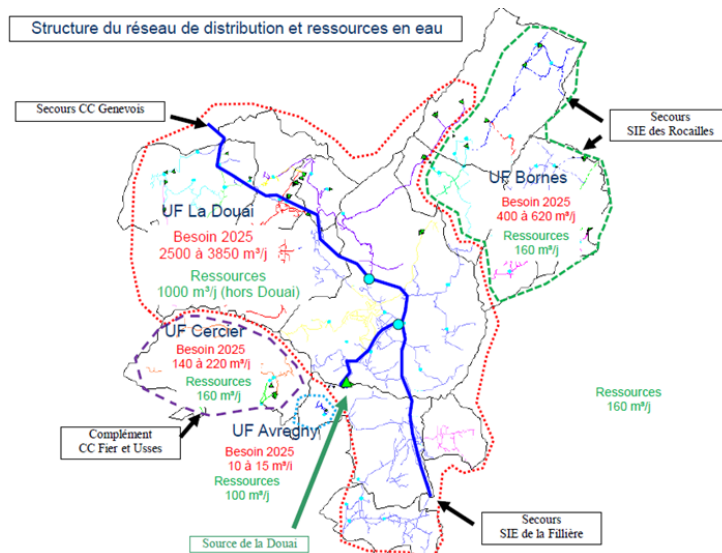 Structure du réseau de distribution et ressources en eau
Secours CC Genevois
Secours
SIE des Rocailles
UF Bornes
Besoin 2025
400 à 620 m³/j
Ressources
160 m³/j
UF La Douai
Besoin 2025
2500 à 3850 m³/j
Ressources
1000 m³/j (hors Douai)
UF Cercier
Besoin 2025
140 à 220 m³/j
Ressources
160 m³/j
Ressources
160 m³/j
Complément
CC Fier et Usses
UF Avregny
Besoin 2025
10 à 15 m³/j
Ressources
100 m³/j
Source de la Douai
Secours
SIE de la Fillière